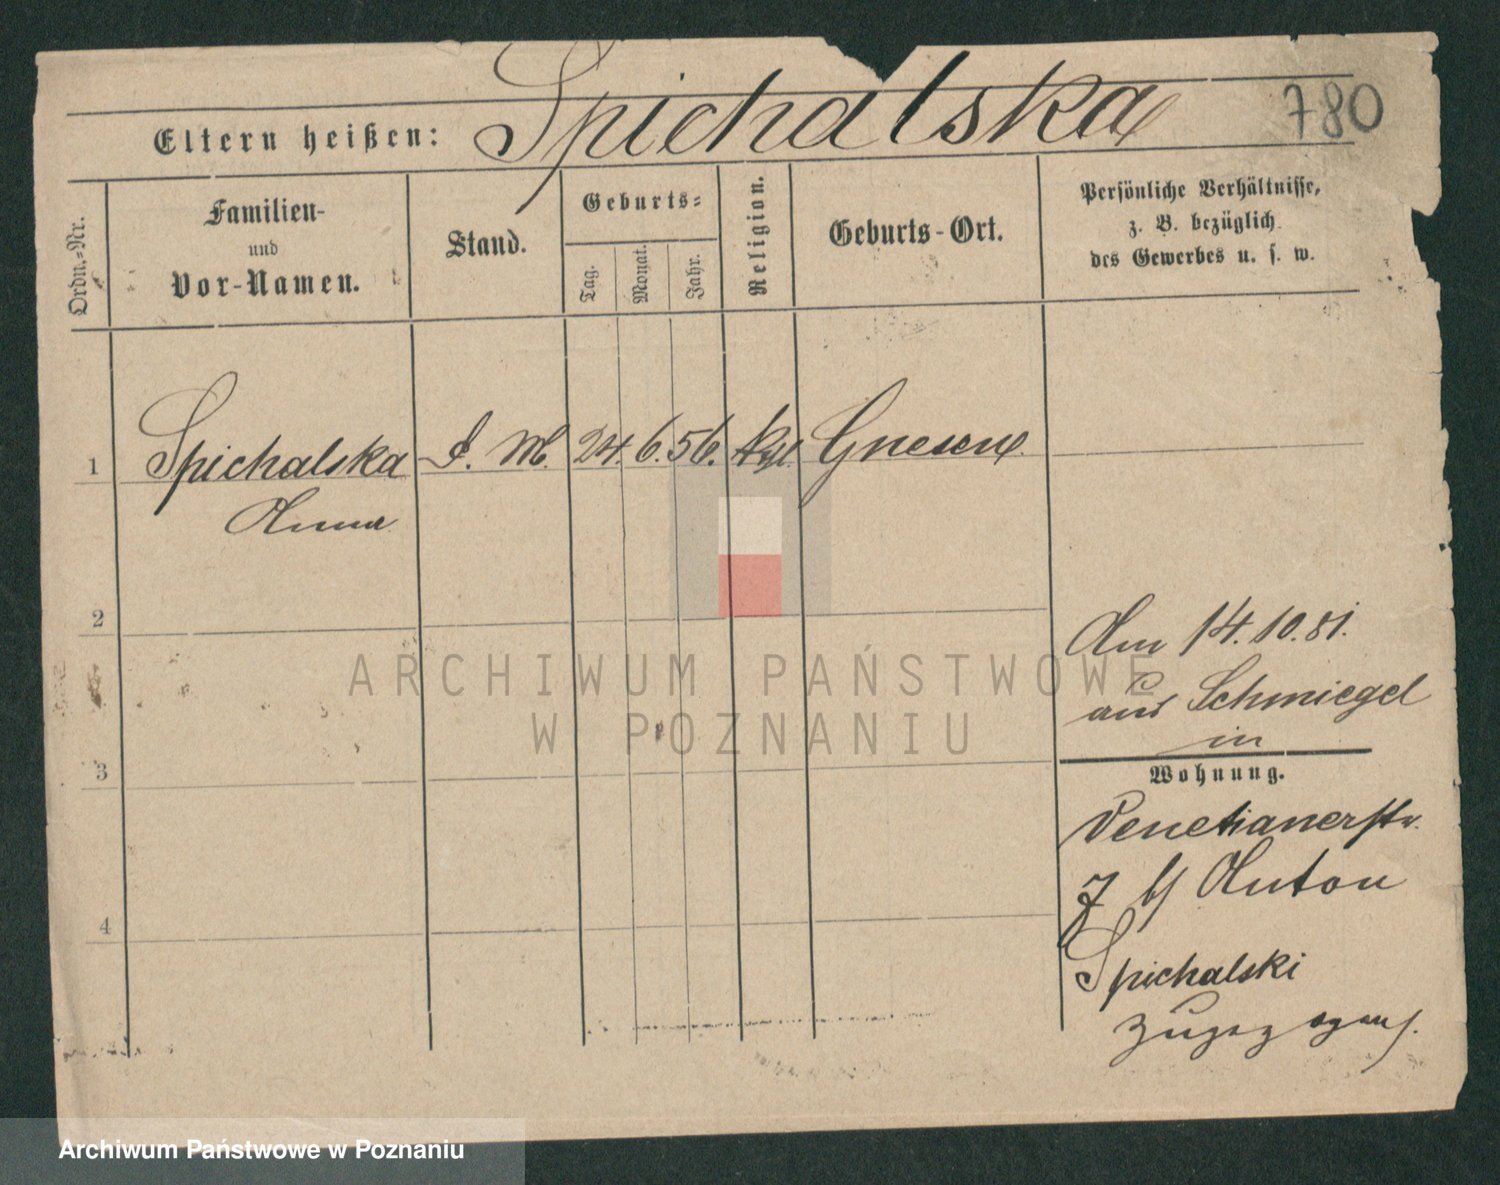 Spichalska
780
Eltern heißen:
Ordn.-Nr.
Familien-
und
Vor-Namen.
Stand.
Geburts-
Tag.
Monat.
Jahr.
Religion.
Geburts-Ort.
Persönliche Verhältnisse,
z. B. bezüglich
des Gewerbes u. s. w.
1 Spichalska D. M. 24. 6. 56. kgl. Gnesen
Anna
2
3
4
Am 14.10.81.
aus Schmiegel
in
Wohnung.
Venetianerstr.
7 b/ Anton
Spichalski
zugezogen
ARCHIWUM PAŃSTWOWE
W POZNANIU
Archiwum Państwowe w Poznaniu